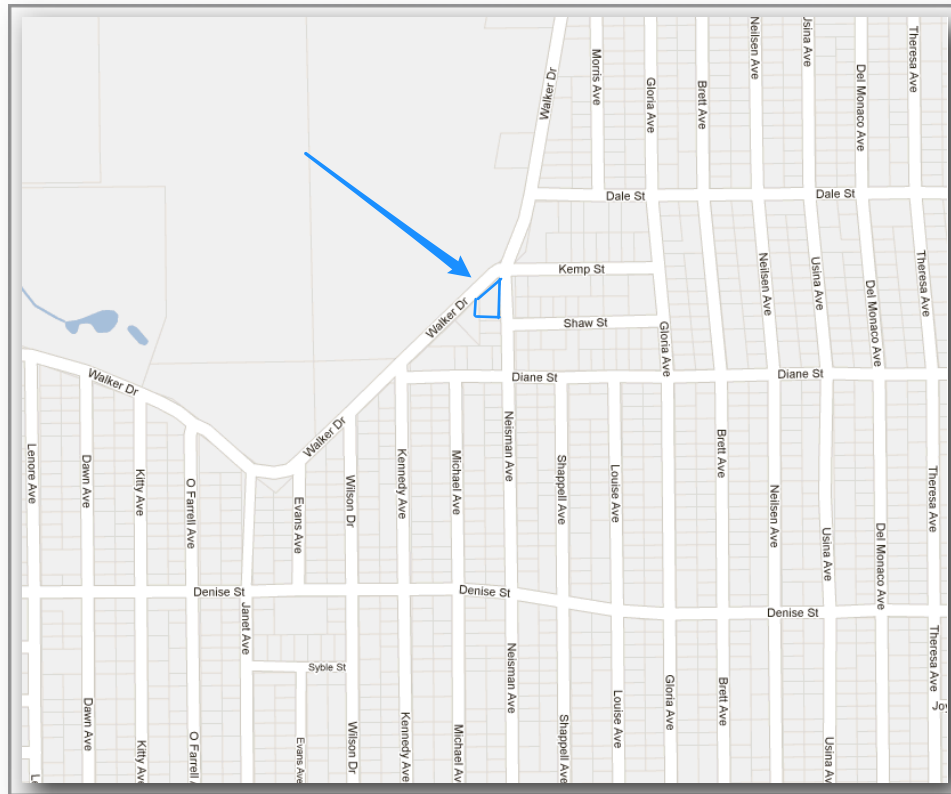 Theresa Ave
Neilsen Ave
Usina Ave
Morris Ave
Walker Dr
Del Monaco Ave
Gloria Ave
Brett Ave
Dale St
Dale St
Kemp St
Neilsen Ave
Usina Ave
Theresa Ave
Del Monaco Ave
Walker Dr
Shaw St
Gloria Ave
Walker Dr
Diane St
Diane St
Walker Dr
Neisman Ave
Brett Ave
Lenore Ave
Dawn Ave
Kitty Ave
O Farrell Ave
Evans Ave
Wilson Dr
Kennedy Ave
Michael Ave
Shappell Ave
Louise Ave
Neilsen Ave
Usina Ave
Del Monaco Ave
Theresa Ave
Denise St
Denise St
Denise St
Janet Ave
Syble St
Neisman Ave
Gloria Ave
Brett Ave
Theresa Ave
Dawn Ave
Kitty Ave
O Farrell
Evans Ave
Wilson Dr
Kennedy Ave
Michael Av
Shappell Ave
Louise Ave
Usina Av